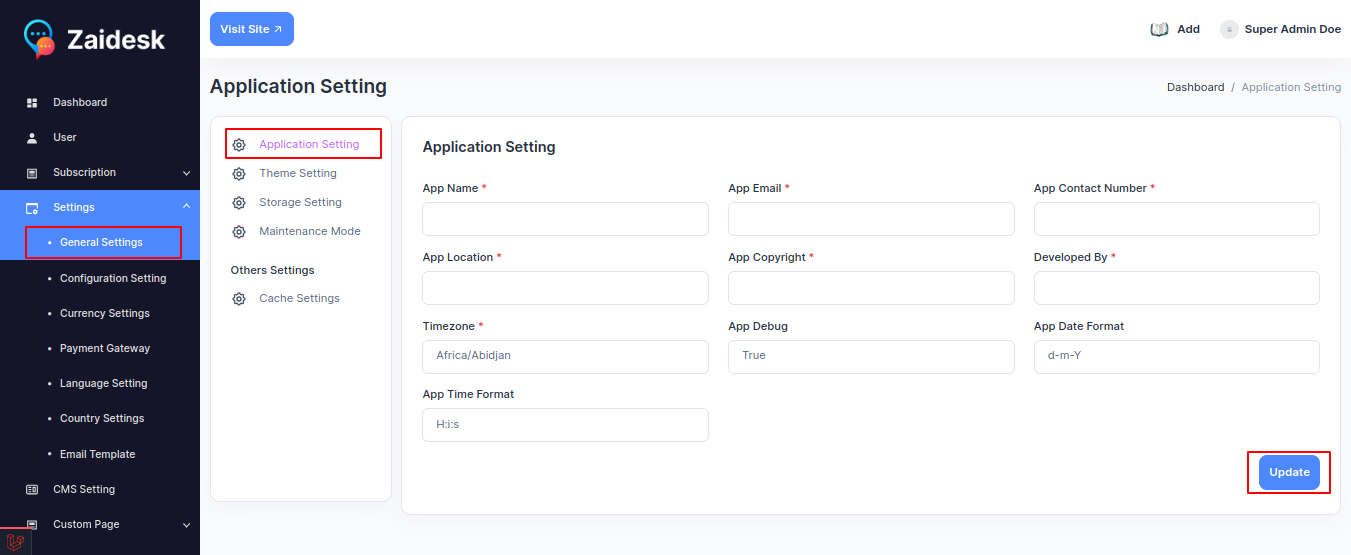 Zaidesk
Visit Site
Add
Super Admin Doe
Dashboard
User
Subscription
Settings
General Settings
Configuration Setting
Currency Settings
Payment Gateway
Language Setting
Country Settings
Email Template
CMS Setting
Custom Page
Application Setting
Dashboard / Application Setting
Application Setting
Theme Setting
Storage Setting
Maintenance Mode
Others Settings
Cache Settings
Application Setting
App Name *
App Email *
App Contact Number *
App Location *
App Copyright *
Developed By *
Timezone *
App Debug
App Date Format
Africa/Abidjan
True
d-m-Y
App Time Format
H:i:s
Update